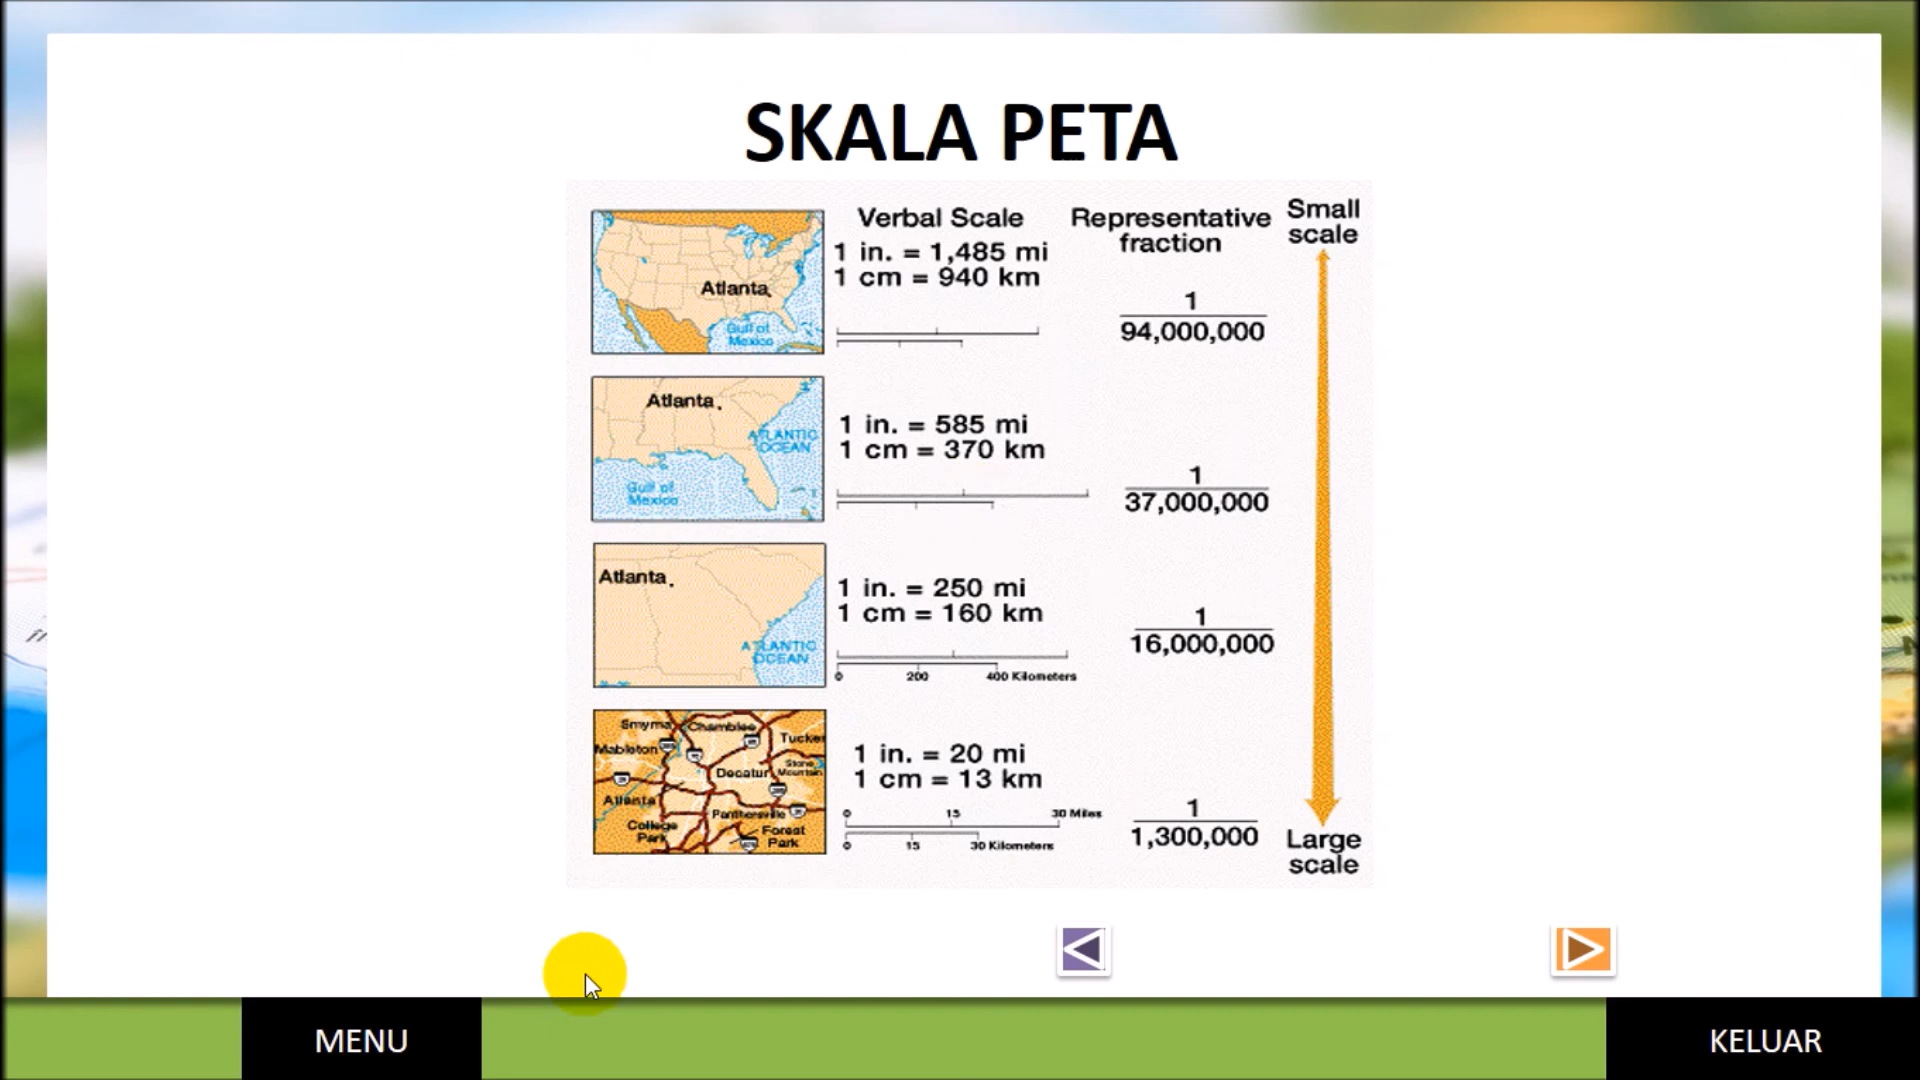 SKALA PETA
Verbal Scale
Representative
fraction
Small
scale
Atlanta
Gulf of
Mexico
1 in. = 1,485 mi
1 cm = 940 km
1
94,000,000
Atlanta
ATLANTIC
OCEAN
Gulf of
Mexico
1 in. = 585 mi
1 cm = 370 km
1
37,000,000
Atlanta
ATLANTIC
OCEAN
1 in. = 250 mi
1 cm = 160 km
0 200 400 Kilometers
1
16,000,000
Smyrna
Chamblee
Tucker
Mableton
Stone
Mountain
Decatur
Atlanta
Panthersville
College
Park
Forest
Park
1 in. = 20 mi
1 cm = 13 km
0 15 30 Miles
0 15 30 Kilometers
1
1,300,000
Large
scale
MENU
KELUAR